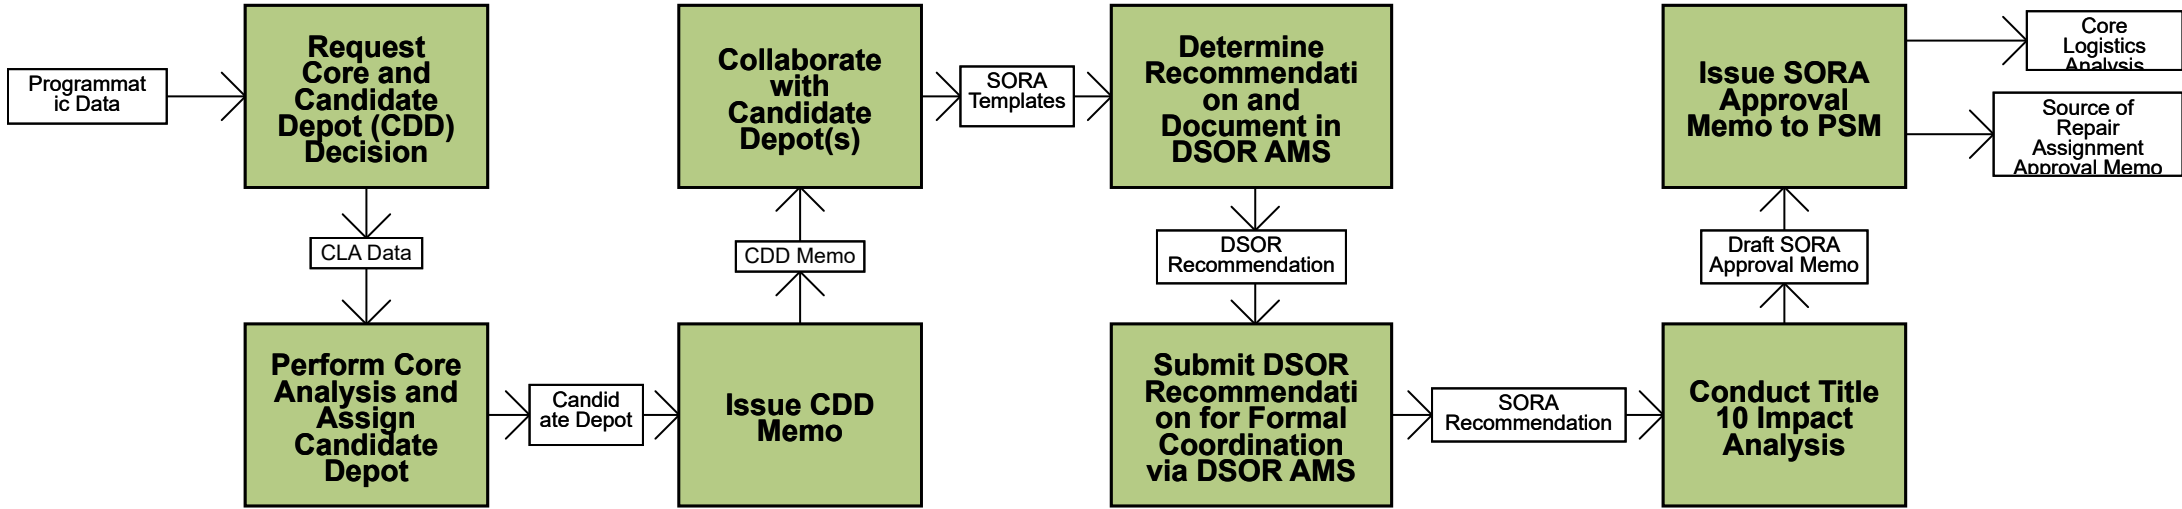 Programmat
ic Data
Request
Core and
Candidate
Depot (CDD)
Decision
CLA Data
Perform Core
Analysis and
Assign
Candidate
Depot
Candid
ate Depot
Issue CDD
Memo
CDD Memo
Collaborate
with
Candidate
Depot(s)
SORA
Templates
Determine
Recommendati
on and
Document in
DSOR AMS
DSOR
Recommendation
Submit DSOR
Recommendati
on for Formal
Coordination
via DSOR AMS
SORA
Recommendation
Conduct Title
10 Impact
Analysis
Draft SORA
Approval Memo
Issue SORA
Approval
Memo to PSM
Core
Logistics
Analysis
Source of
Repair
Assignment
Approval Memo